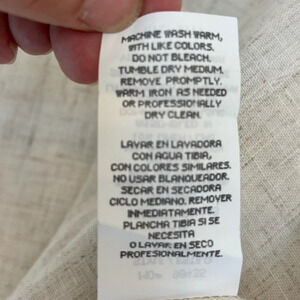 MACHINE WASH WARM,
WITH LIKE COLORS.
DO NOT BLEACH.
TUMBLE DRY MEDIUM.
REMOVE PROMPTLY.
WARM IRON AS NEEDED
OR PROFESSIONALLY
DRY CLEAN.
LAVAR EN LAVADORA
CON AGUA TIBIA,
CON COLORES SIMILARES.
NO USAR BLANQUEADOR.
SECAR EN SECADORA
CICLO MEDIANO. REMOVER
INMEDIATAMENTE.
PLANCHA TIBIA SI SE
NECESITA
O LAVAR EN SECO
PROFESIONALMENTE.